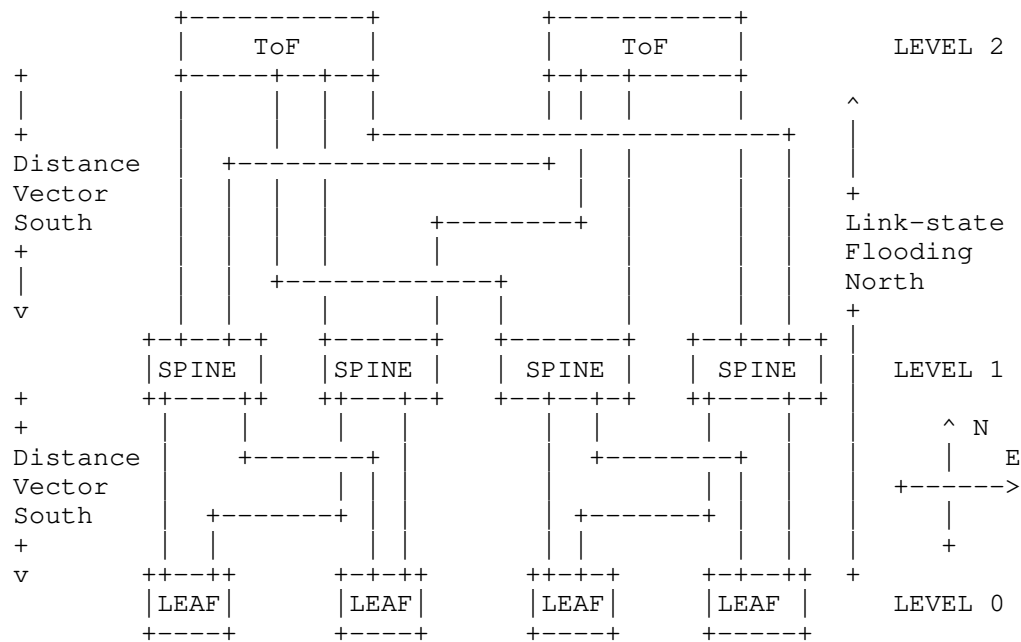 ToF ToF LEVEL 2
Distance
Vector
South Link-state
Flooding
North
v
SPINE SPINE SPINE SPINE LEVEL 1
N
Distance E
Vector
South
v
LEAF LEAF LEAF LEAF LEVEL 0